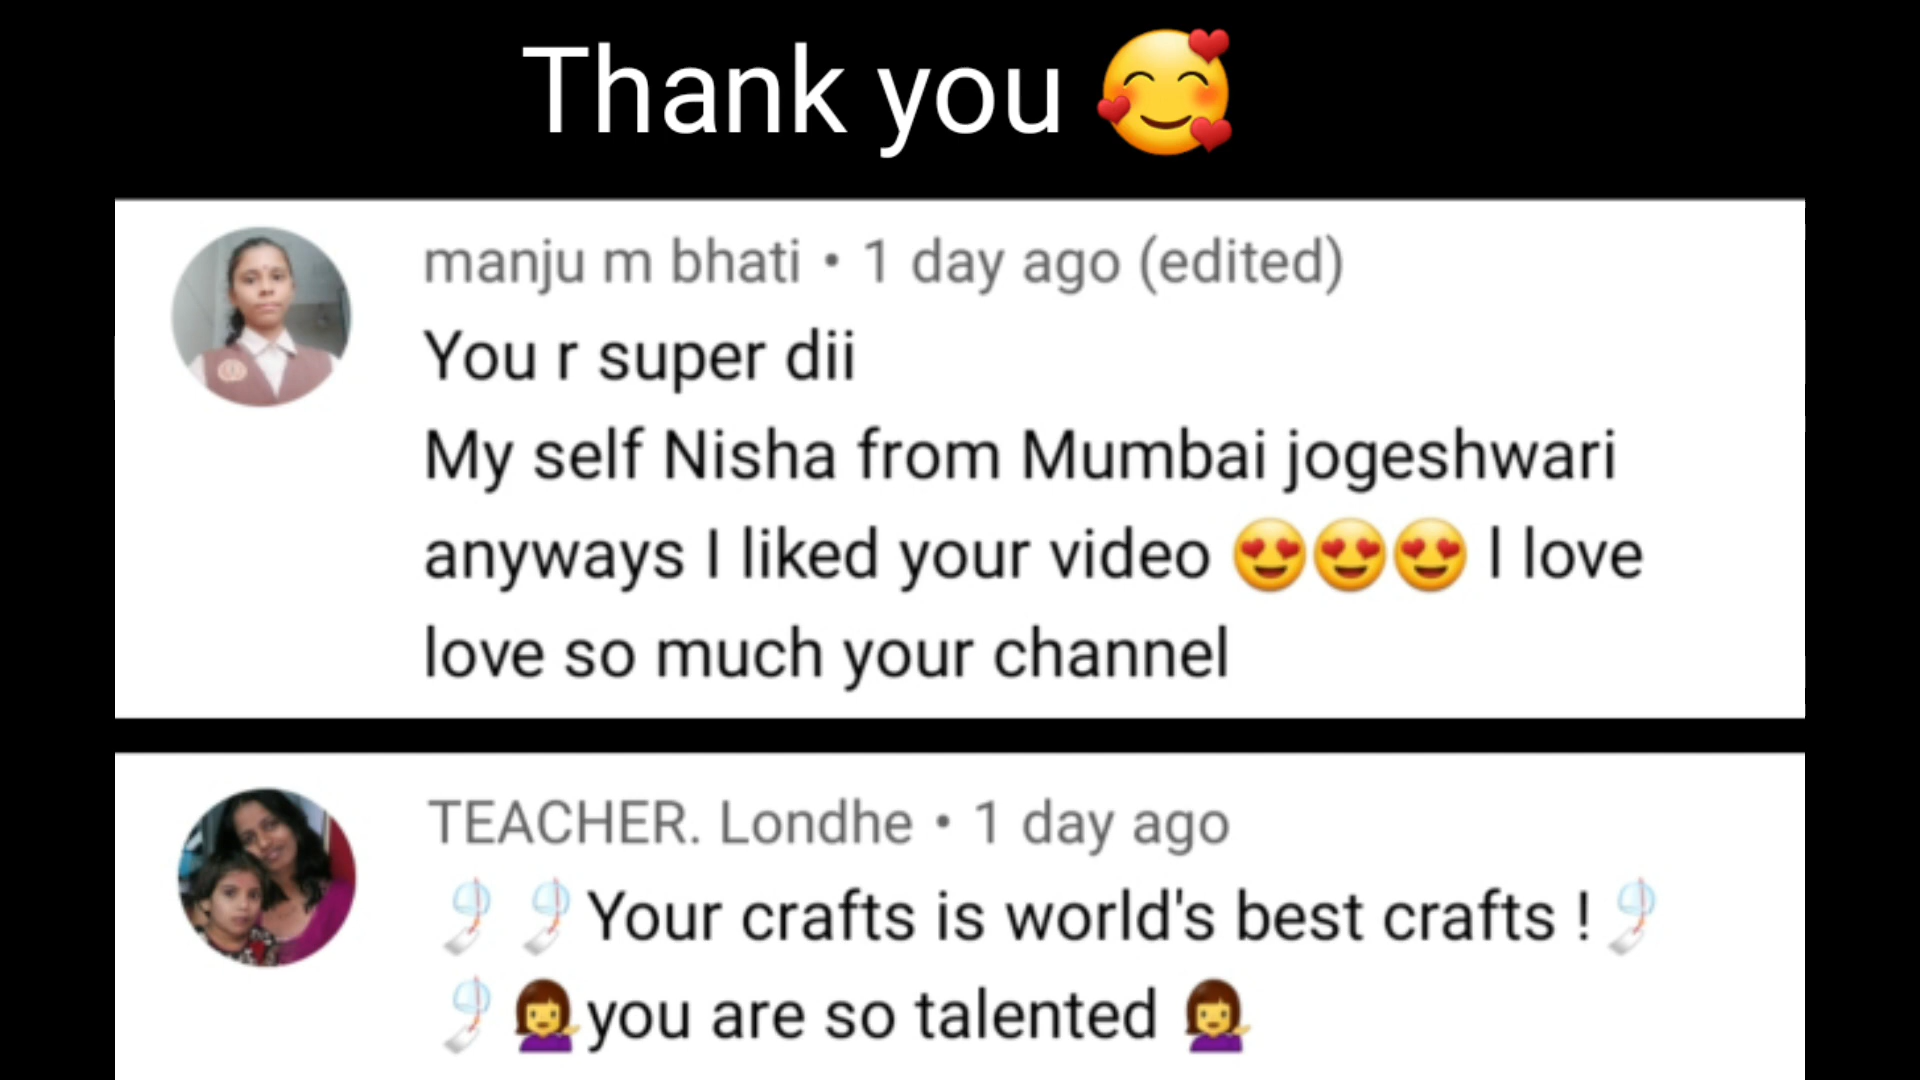 Thank you 🥰
manju m bhati • 1 day ago (edited)
You r super dii
My self Nisha from Mumbai jogeshwari
anyways I liked your video 😍😍😍 I love
love so much your channel
TEACHER. Londhe • 1 day ago
🎐🎐Your crafts is world's best crafts !🎐
🎐💁‍♀️you are so talented 💁‍♀️